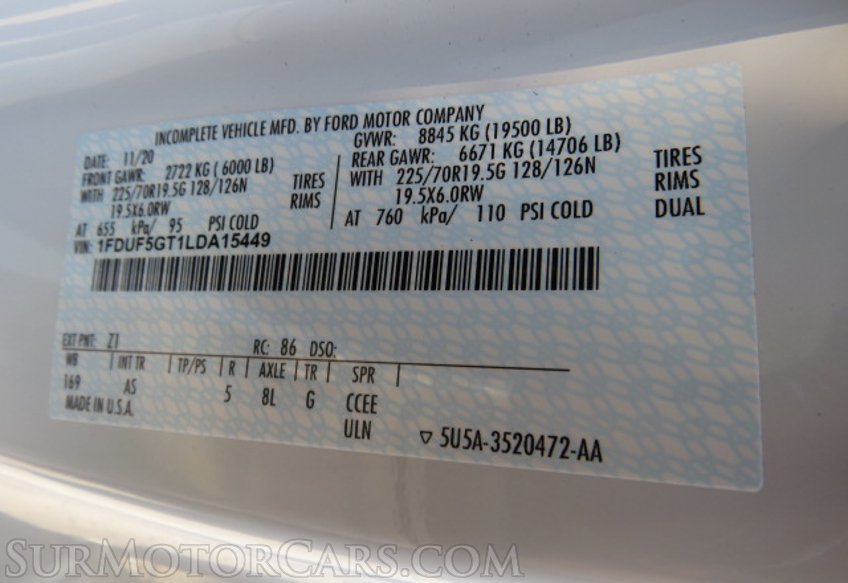 INCOMPLETE VEHICLE MFD. BY FORD MOTOR COMPANY
DATE: 11/20 GVWR: 8845 KG (19500 LB)
FRONT GAWR: 2722 KG ( 6000 LB) REAR GAWR: 6671 KG (14706 LB)
WITH 225/70R19.5G 128/126N TIRES WITH 225/70R19.5G 128/126N TIRES
19.5X6.0RW RIMS 19.5X6.0RW RIMS
AT 655 kPa/ 95 PSI COLD AT 760 kPa/ 110 PSI COLD DUAL
VIN: 1FDUF5GT1LDA15449
EXT PNT: Z1 RC: 86 DSO:
WB INT TR TP/PS R AXLE TR SPR
169 AS 5 8L G CCEE
MADE IN U.S.A. ULN
5U5A-3520472-AA
SURMOTORCARS.COM